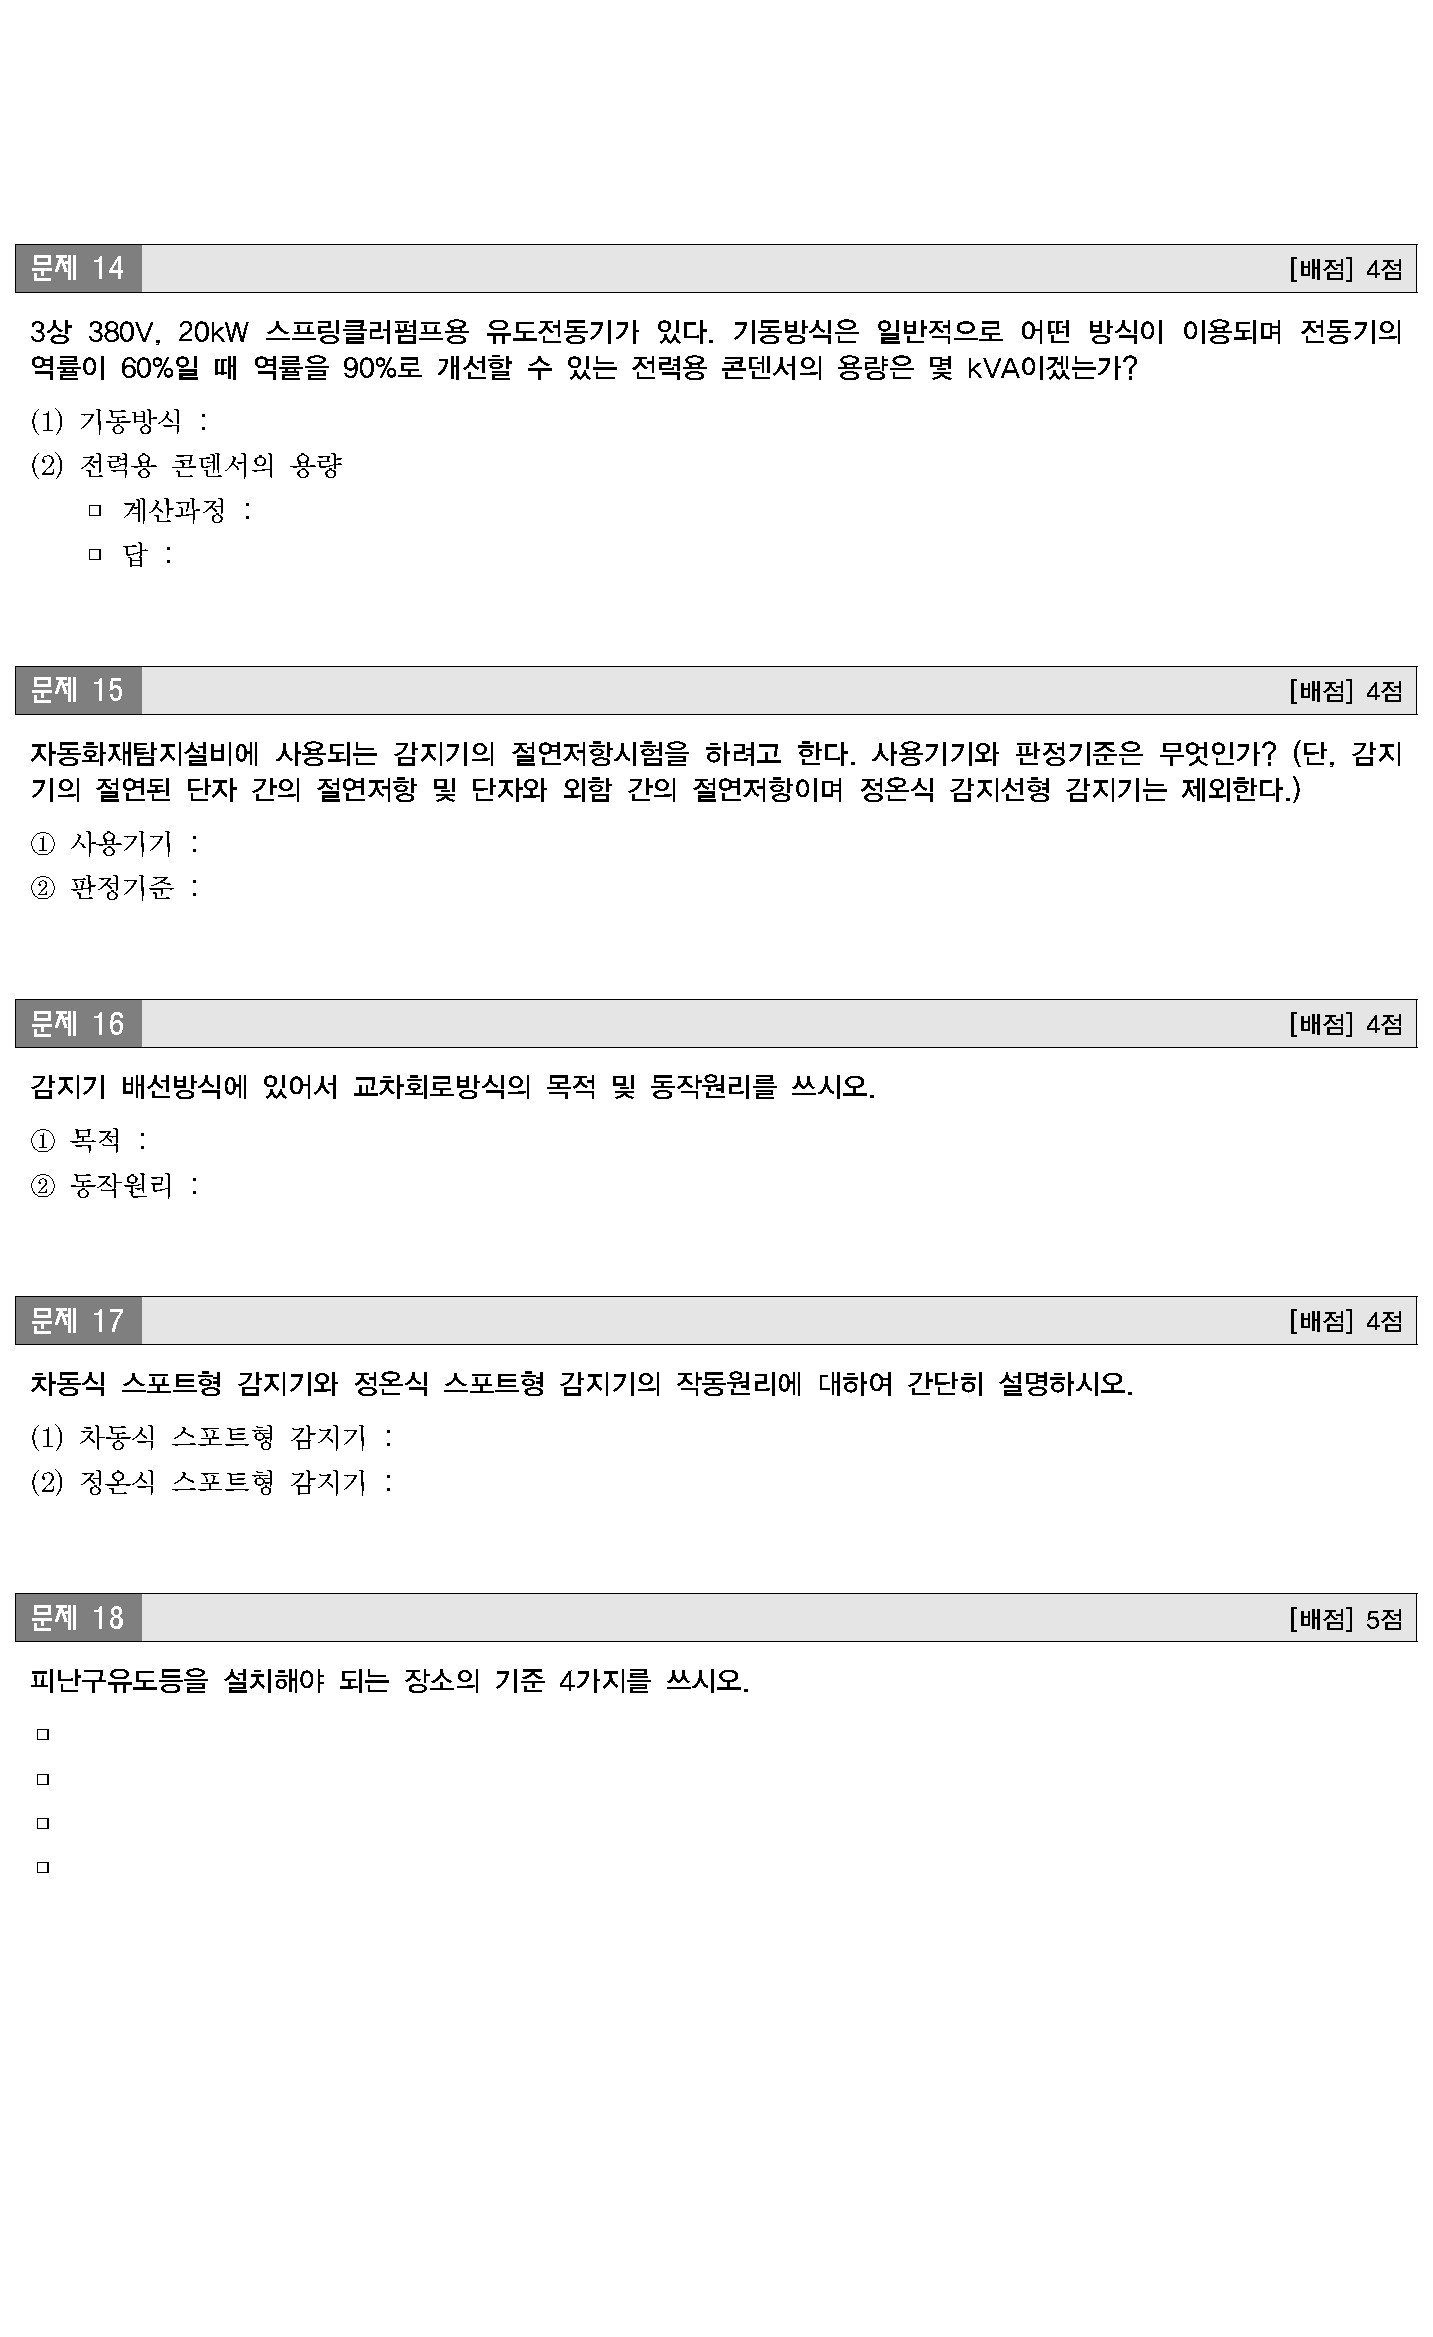 문제 14 [배점] 4점
3상 380V, 20kW 스프링클러펌프용 유도전동기가 있다. 기동방식은 일반적으로 어떤 방식이 이용되며 전동기의
역률이 60%일 때 역률을 90%로 개선할 수 있는 전력용 콘덴서의 용량은 몇 kVA이겠는가?
(1) 기동방식 :
(2) 전력용 콘덴서의 용량
▫ 계산과정 :
▫ 답 :
문제 15 [배점] 4점
자동화재탐지설비에 사용되는 감지기의 절연저항시험을 하려고 한다. 사용기기와 판정기준은 무엇인가? (단, 감지
기의 절연된 단자 간의 절연저항 및 단자와 외함 간의 절연저항이며 정온식 감지선형 감지기는 제외한다.)
① 사용기기 :
② 판정기준 :
문제 16 [배점] 4점
감지기 배선방식에 있어서 교차회로방식의 목적 및 동작원리를 쓰시오.
① 목적 :
② 동작원리 :
문제 17 [배점] 4점
차동식 스포트형 감지기와 정온식 스포트형 감지기의 작동원리에 대하여 간단히 설명하시오.
(1) 차동식 스포트형 감지기 :
(2) 정온식 스포트형 감지기 :
문제 18 [배점] 5점
피난구유도등을 설치해야 되는 장소의 기준 4가지를 쓰시오.
▫
▫
▫
▫